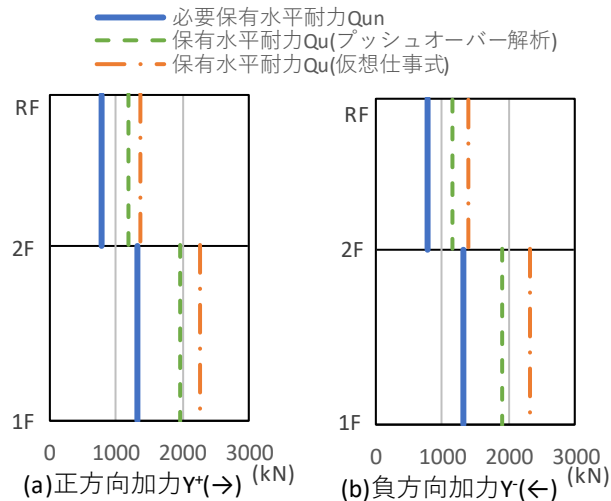 必要保有水平耐力Qun
保有水平耐力Qu(プッシュオーバー解析)
保有水平耐力Qu(仮想仕事式)
RF
2F
1F
0 1000 2000 3000
(kN)
(a)正方向加力Y⁺(→)
RF
2F
1F
0 1000 2000 3000
(kN)
(b)負方向加力Y⁻(←)